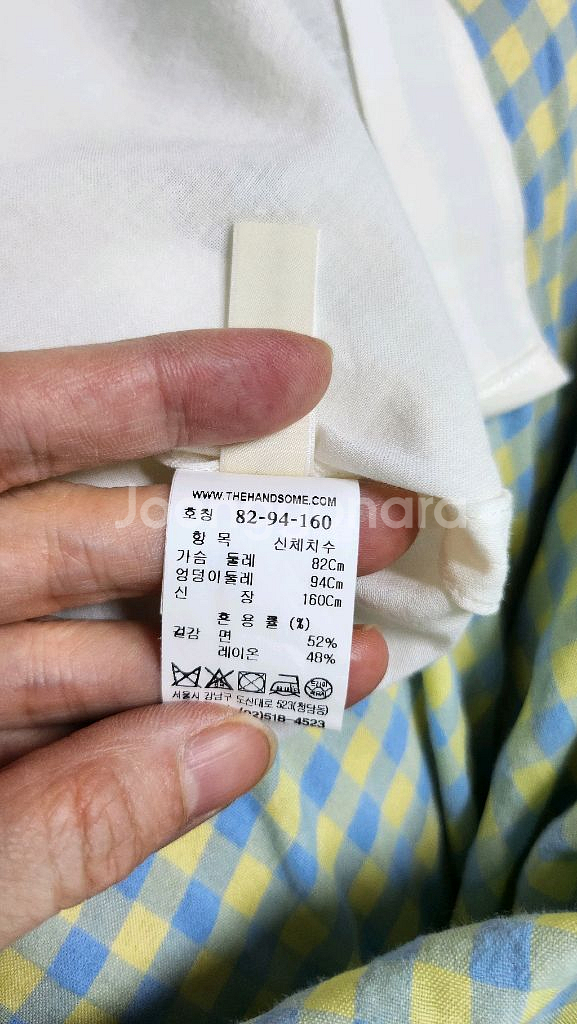 WWW.THEHANDSOME.COM
호칭 82-94-160
항 목 신체치수
가슴 둘레 82Cm
엉덩이둘레 94Cm
신 장 160Cm
혼 용 률 (%)
겉감 면 52%
레이온 48%
서울시 강남구 도산대로 523(청담동)
(02)518-4523